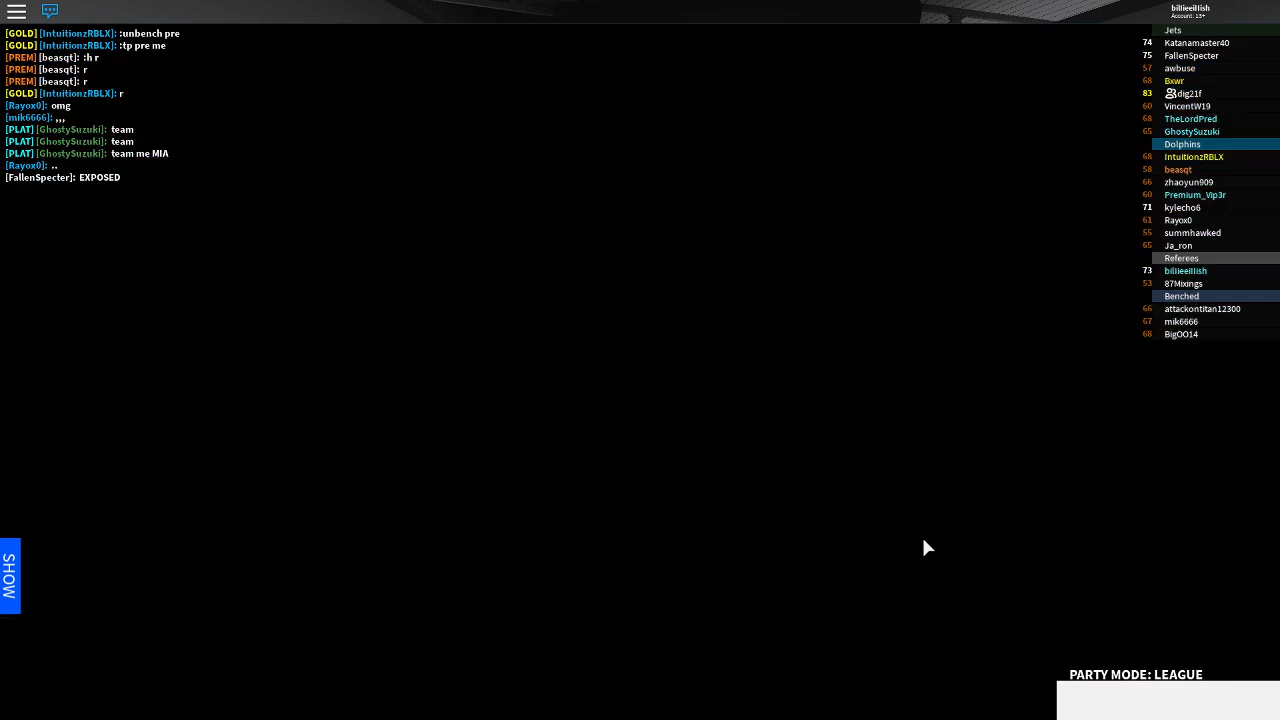 billieeillish
Account: 13+
[GOLD] [IntuitionzRBLX]: :unbench pre
[GOLD] [IntuitionzRBLX]: :tp pre me
[PREM] [beasqt]: :h r
[PREM] [beasqt]: r
[PREM] [beasqt]: r
[GOLD] [IntuitionzRBLX]: r
[Rayox0]: omg
[mik6666]: ,,,
[PLAT] [GhostySuzuki]: team
[PLAT] [GhostySuzuki]: team
[PLAT] [GhostySuzuki]: team me MIA
[Rayox0]: ..
[FallenSpecter]: EXPOSED
Jets
74 Katanamaster40
75 FallenSpecter
57 awbuse
68 Bxwr
83 dig21f
60 VincentW19
68 TheLordPred
65 GhostySuzuki
Dolphins
68 IntuitionzRBLX
58 beasqt
66 zhaoyun909
60 Premium_Vip3r
71 kylecho6
61 Rayox0
55 summhawked
65 Ja_ron
Referees
73 billieeillish
53 87Mixings
Benched
66 attackontitan12300
67 mik6666
68 BigOO14
SHOW
PARTY MODE: LEAGUE